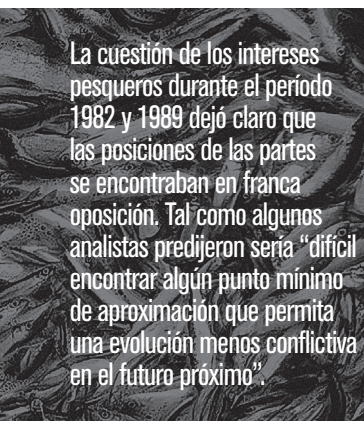 La cuestión de los intereses
pesqueros durante el período
1982 y 1989 dejó claro que
las posiciones de las partes
se encontraban en franca
oposición. Tal como algunos
analistas predijeron sería “difícil
encontrar algún punto mínimo
de aproximación que permita
una evolución menos conflictiva
en el futuro próximo”.